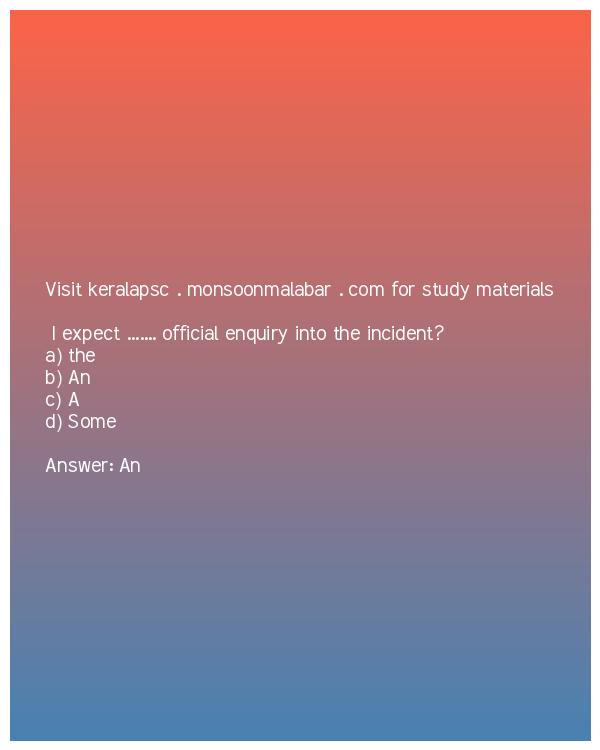 Visit keralapsc . monsoonmalabar . com for study materials
I expect ....... official enquiry into the incident?
a) the
b) An
c) A
d) Some
Answer: An